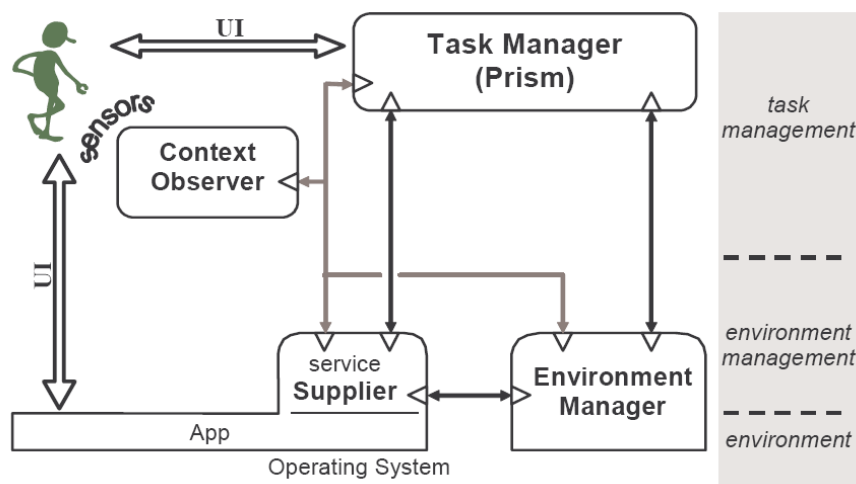 UI
Task Manager
(Prism)
sensors
Context
Observer
UI
service
Supplier
App
Operating System
Environment
Manager
task
management
environment
management
environment